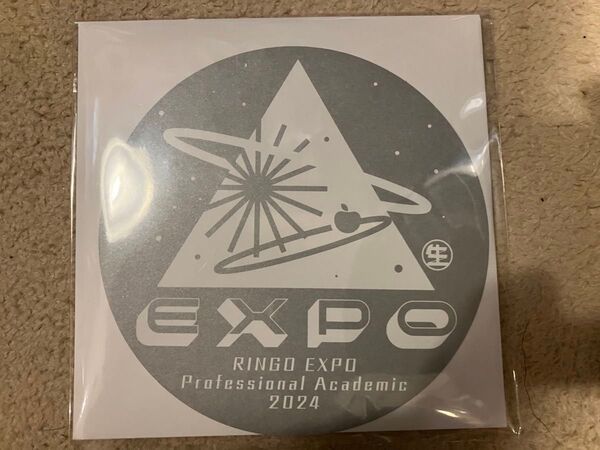 生
EXPO
RINGO EXPO
Professional Academic
2024